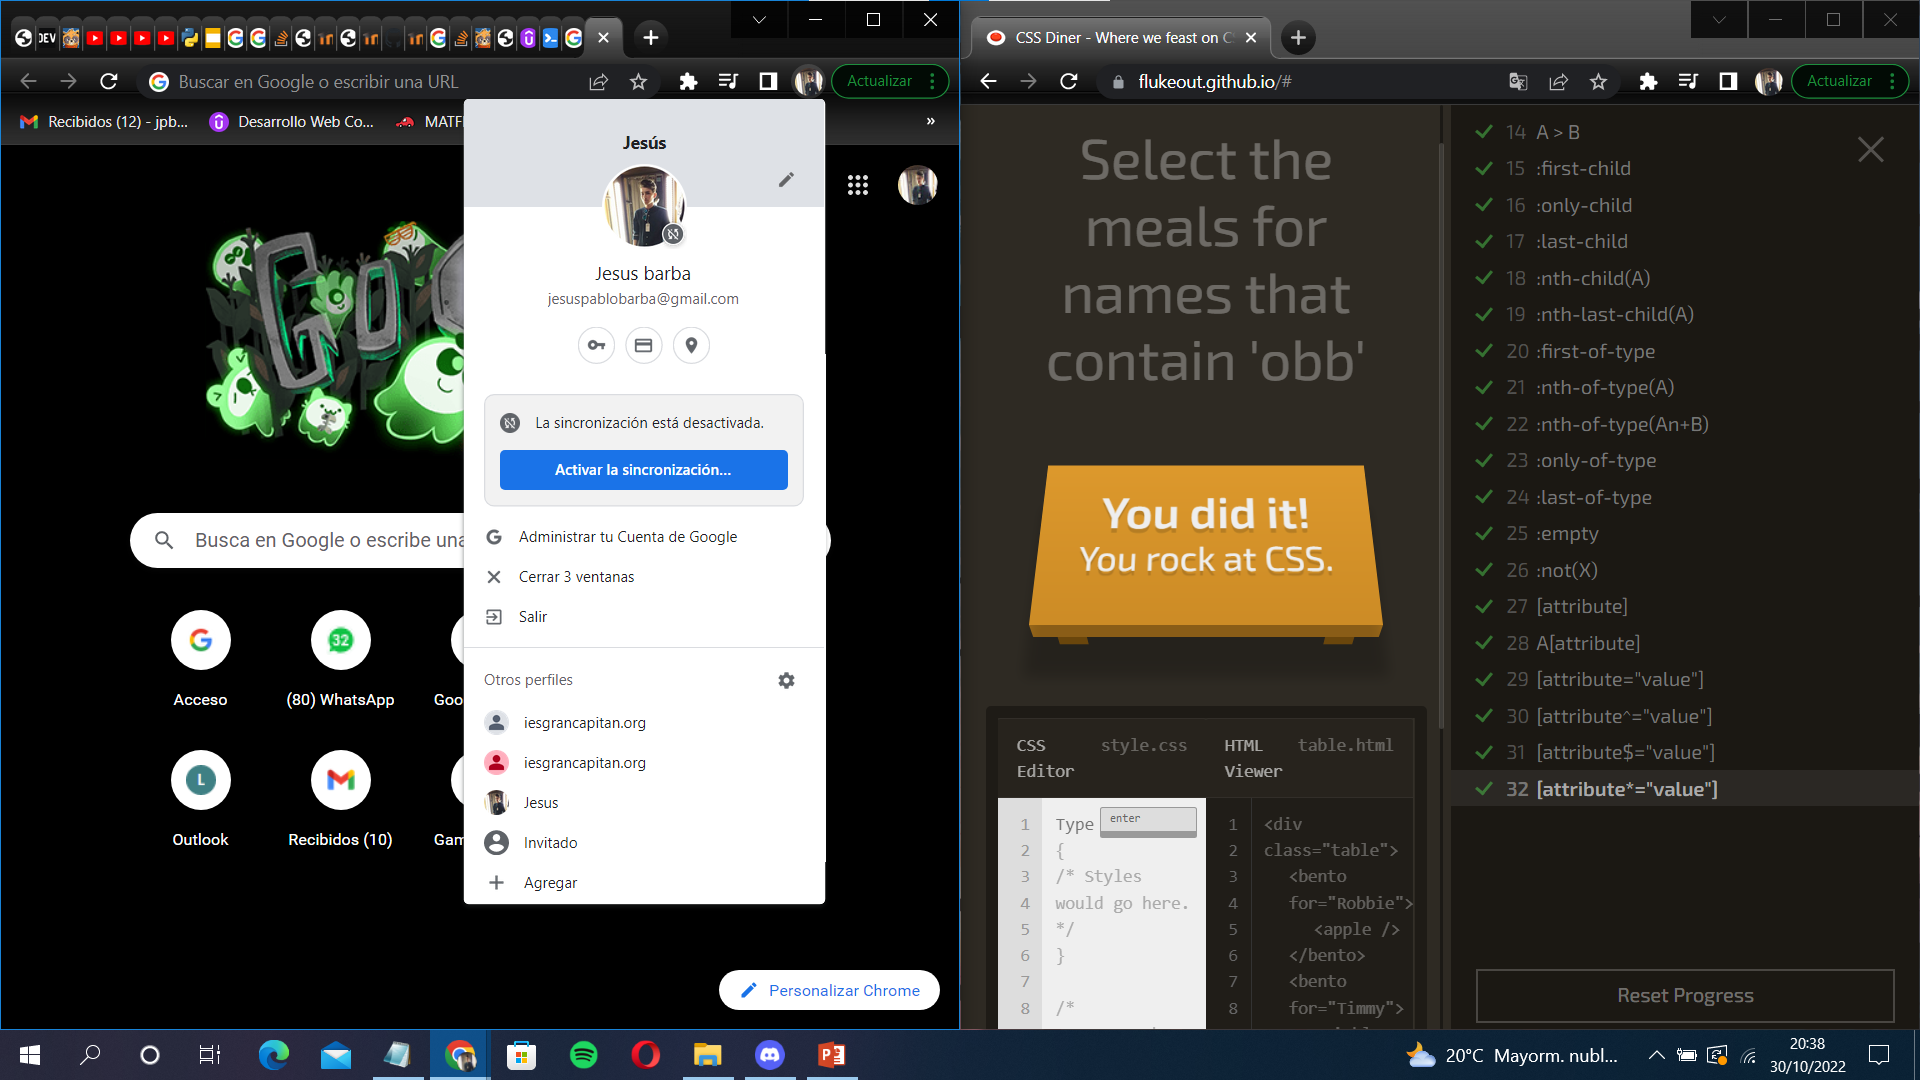 DEV
Buscar en Google o escribir una URL
Actualizar
Recibidos (12) - jpb...
Desarrollo Web Co...
»
Jesús
Jesus barba
jesuspablobarba@gmail.com
La sincronización está desactivada.
Activar la sincronización...
Administrar tu Cuenta de Google
Cerrar 3 ventanas
Salir
Otros perfiles
iesgrancapitan.org
iesgrancapitan.org
Jesus
Invitado
Agregar
Busca en Google o escribe una
Acceso
32
(80) WhatsApp
L
Outlook
Recibidos (10)
Personalizar Chrome
CSS Diner - Where we feast on
flukeout.github.io/#
Actualizar
Select the
meals for
names that
contain 'obb'
You did it!
You rock at CSS.
CSS Editor
style.css
HTML Viewer
table.html
1 Type enter
2 {
3 /* Styles
4 would go here.
5 */
6 }
7
8 /*
1 <div
2 class="table">
3 <bento
4 for="Robbie">
5 <apple />
6 </bento>
7 <bento
8 for="Timmy">
14 A > B
15 :first-child
16 :only-child
17 :last-child
18 :nth-child(A)
19 :nth-last-child(A)
20 :first-of-type
21 :nth-of-type(A)
22 :nth-of-type(An+B)
23 :only-of-type
24 :last-of-type
25 :empty
26 :not(X)
27 [attribute]
28 A[attribute]
29 [attribute="value"]
30 [attribute^="value"]
31 [attribute$="value"]
32 [attribute*="value"]
Reset Progress
20°C Mayorm. nubl...
20:38
30/10/2022